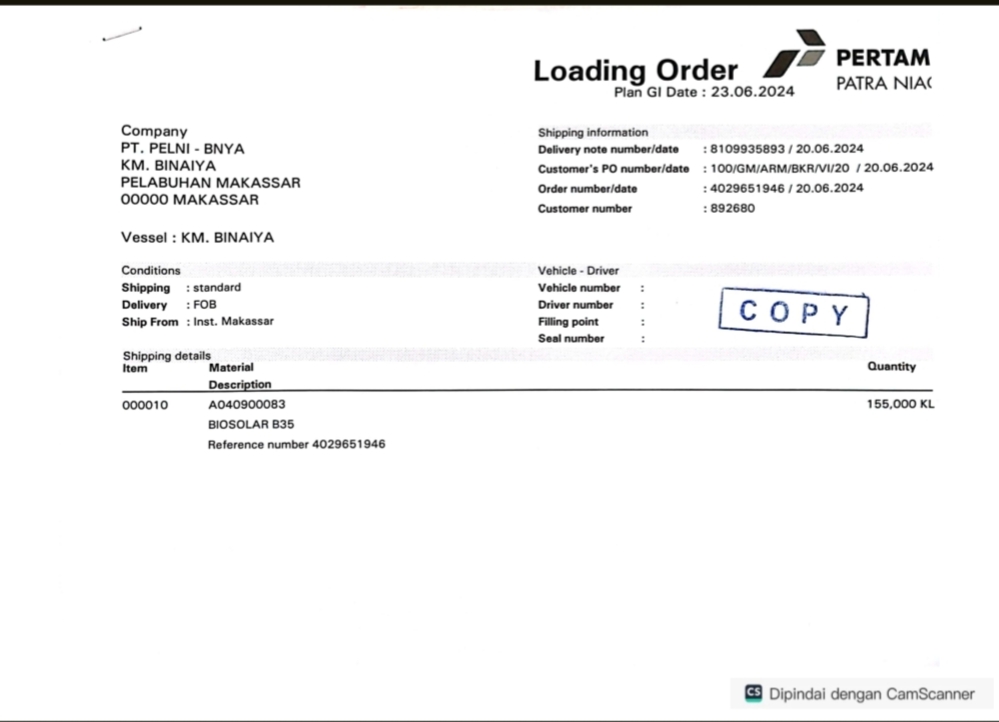 Loading Order
Plan GI Date : 23.06.2024
PERTAM
PATRA NIA
Company
PT. PELNI - BNYA
KM. BINAIYA
PELABUHAN MAKASSAR
00000 MAKASSAR
Vessel : KM. BINAIYA
Shipping information
Delivery note number/date : 8109935893 / 20.06.2024
Customer's PO number/date : 100/GM/ARM/BKR/VI/20 / 20.06.2024
Order number/date : 4029651946 / 20.06.2024
Customer number : 892680
Conditions
Shipping : standard
Delivery : FOB
Ship From : Inst. Makassar
Vehicle - Driver
Vehicle number :
Driver number :
Filling point :
Seal number :
COPY
Shipping details
Item Material Quantity
Description
000010 A040900083 155,000 KL
BIOSOLAR B35
Reference number 4029651946
CS Dipindai dengan CamScanner